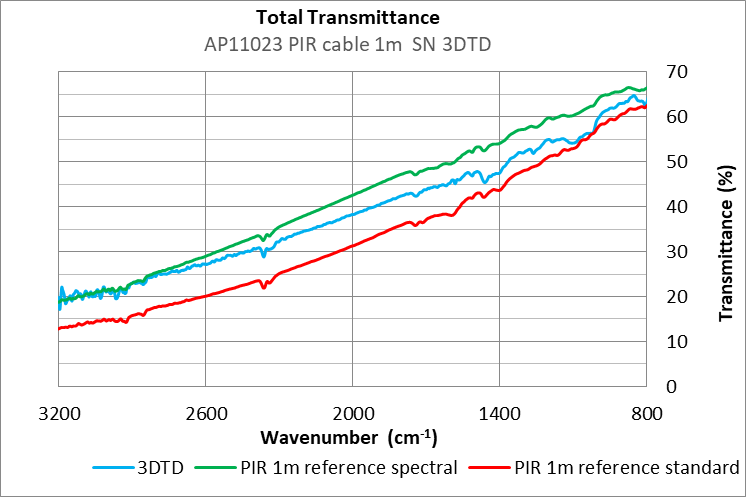 Total Transmittance
AP11023 PIR cable 1m SN 3DTD
70
60
50
40
30
20
10
0
Transmittance (%)
3200 2600 2000 1400 800
Wavenumber (cm-1)
3DTD PIR 1m reference spectral PIR 1m reference standard